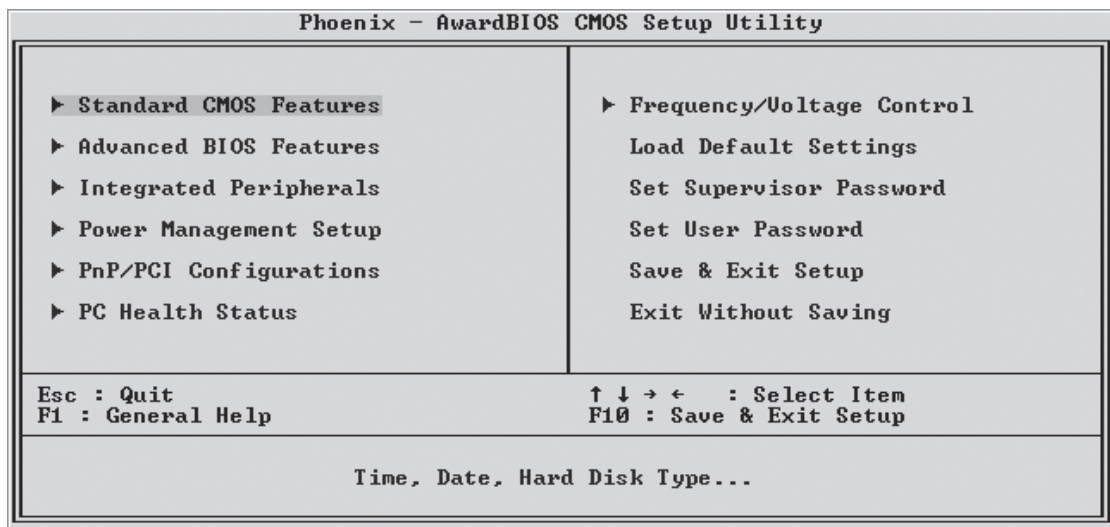 Phoenix - AwardBIOS CMOS Setup Utility
▶ Standard CMOS Features
▶ Advanced BIOS Features
▶ Integrated Peripherals
▶ Power Management Setup
▶ PnP/PCI Configurations
▶ PC Health Status
▶ Frequency/Voltage Control
Load Default Settings
Set Supervisor Password
Set User Password
Save & Exit Setup
Exit Without Saving
Esc : Quit
F1 : General Help
↑ ↓ → ← : Select Item
F10 : Save & Exit Setup
Time, Date, Hard Disk Type...